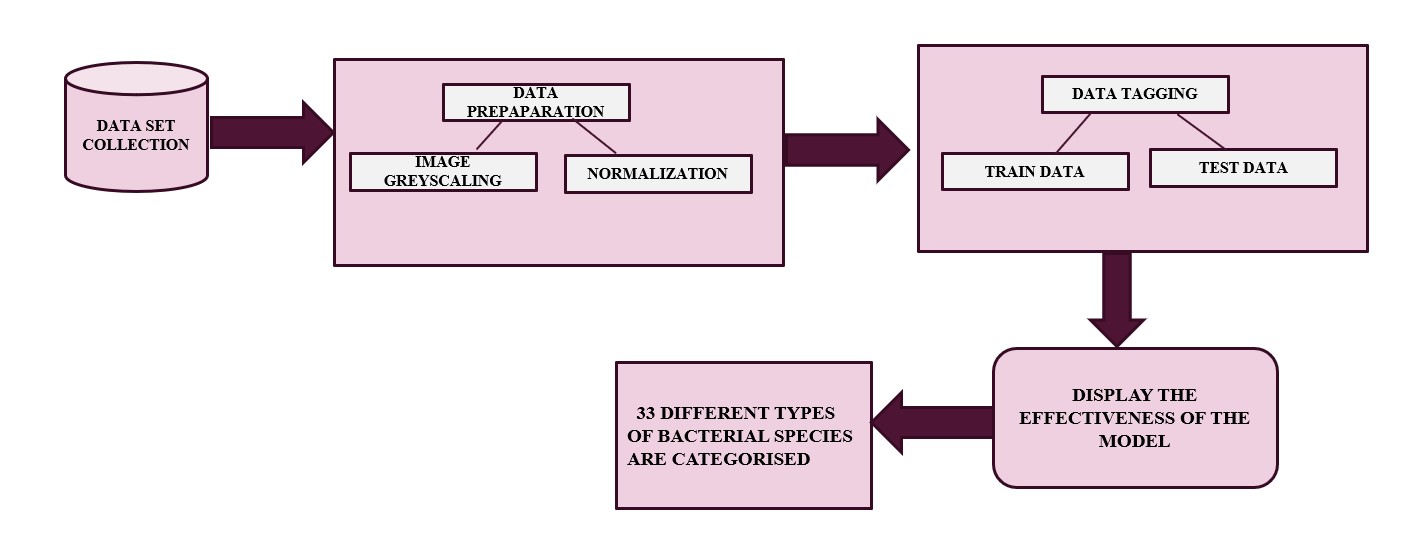 DATA SET
COLLECTION
DATA
PREPAPARATION
IMAGE
GREYSCALING
NORMALIZATION
DATA TAGGING
TRAIN DATA
TEST DATA
DISPLAY THE
EFFECTIVENESS OF THE
MODEL
33 DIFFERENT TYPES
OF BACTERIAL SPECIES
ARE CATEGORISED